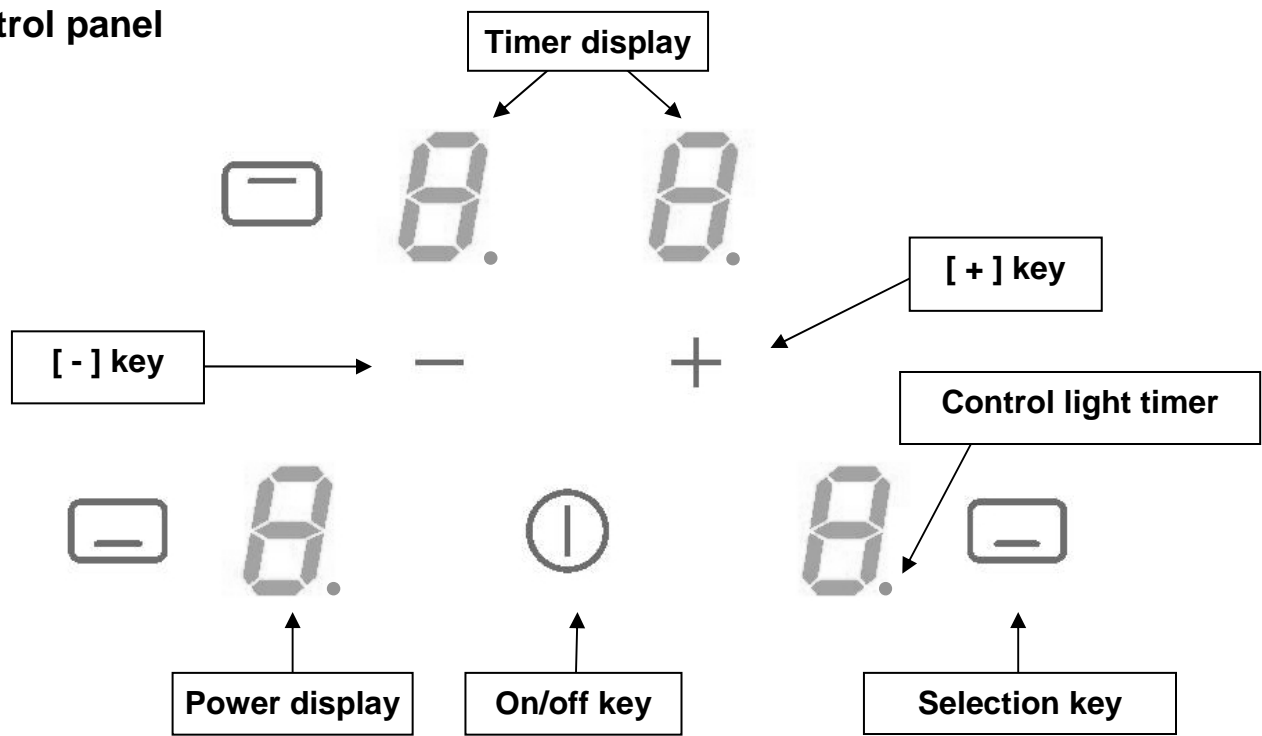 trol panel
Timer display
[ + ] key
[ - ] key
Control light timer
Power display
On/off key
Selection key